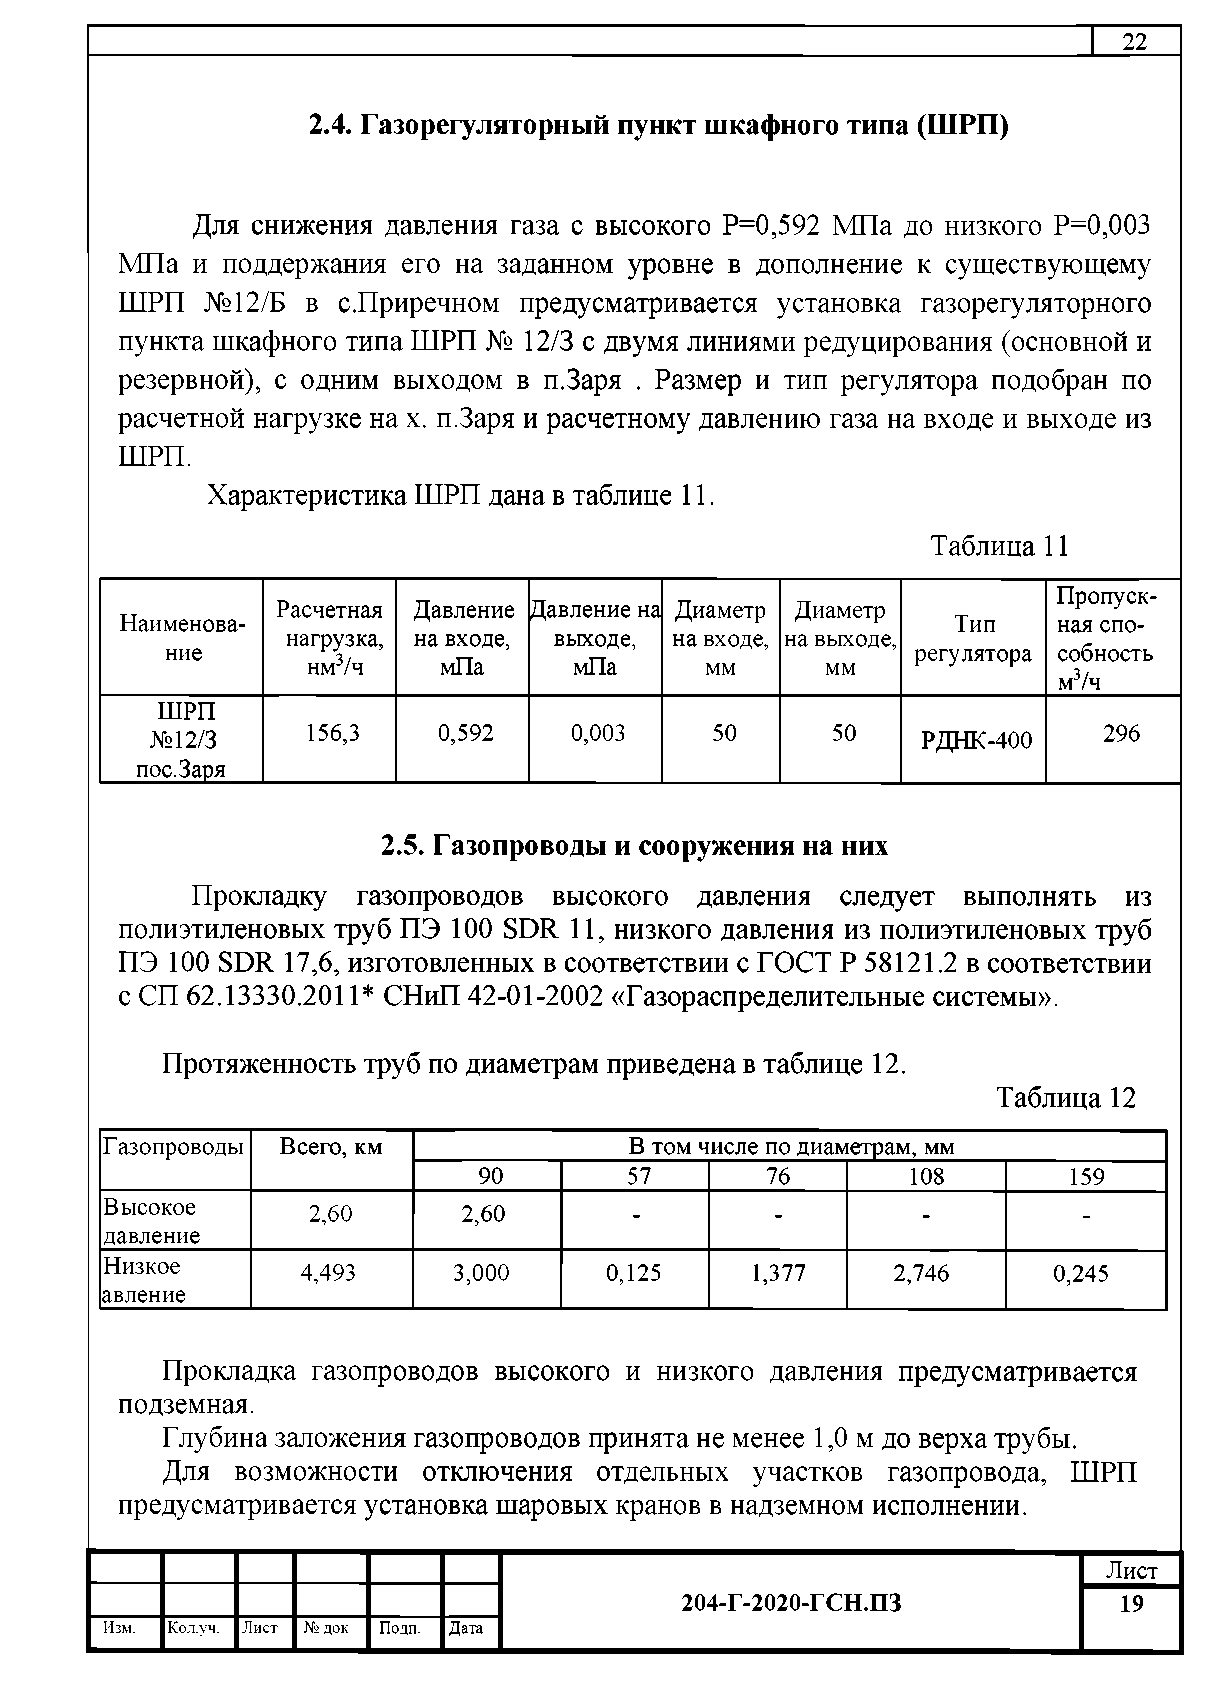 22
2.4. Газорегуляторный пункт шкафного типа (ШРП)
Для снижения давления газа с высокого Р=0,592 МПа до низкого Р=0,003
МПа и поддержания его на заданном уровне в дополнение к существующему
ШРП №12/Б в с.Приречном предусматривается установка газорегуляторного
пункта шкафного типа ШРП № 12/З с двумя линиями редуцирования (основной и
резервной), с одним выходом в п.Заря . Размер и тип регулятора подобран по
расчетной нагрузке на х. п.Заря и расчетному давлению газа на входе и выходе из
ШРП.
Характеристика ШРП дана в таблице 11.
Таблица 11
Наименова-
ние
Расчетная
нагрузка,
нм³/ч
Давление
на входе,
мПа
Давление на
выходе,
мПа
Диаметр
на входе,
мм
Диаметр
на выходе,
мм
Тип
регулятора
Пропуск-
ная спо-
собность
м³/ч
ШРП
№12/З
пос.Заря
156,3
0,592
0,003
50
50
РДНК-400
296
2.5. Газопроводы и сооружения на них
Прокладку газопроводов высокого давления следует выполнять из
полиэтиленовых труб ПЭ 100 SDR 11, низкого давления из полиэтиленовых труб
ПЭ 100 SDR 17,6, изготовленных в соответствии с ГОСТ Р 58121.2 в соответствии
с СП 62.13330.2011* СНиП 42-01-2002 «Газораспределительные системы».
Протяженность труб по диаметрам приведена в таблице 12.
Таблица 12
Газопроводы Всего, км В том числе по диаметрам, мм
90 57 76 108 159
Высокое
давление
2,60 2,60 - - - -
Низкое
авление
4,493 3,000 0,125 1,377 2,746 0,245
Прокладка газопроводов высокого и низкого давления предусматривается
подземная.
Глубина заложения газопроводов принята не менее 1,0 м до верха трубы.
Для возможности отключения отдельных участков газопровода, ШРП
предусматривается установка шаровых кранов в надземном исполнении.
Изм. Кол.уч. Лист № док Подп. Дата
204-Г-2020-ГСН.ПЗ
Лист
19